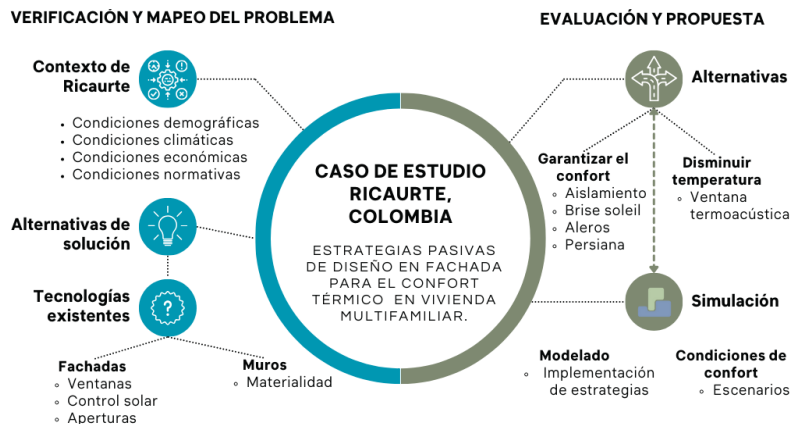 VERIFICACIÓN Y MAPEO DEL PROBLEMA
Contexto de
Ricaurte
Condiciones demográficas
Condiciones climáticas
Condiciones económicas
Condiciones normativas
Alternativas de
solución
Tecnologías
existentes
?
Fachadas
Ventanas
Control solar
Aperturas
Muros
Materialidad
CASO DE ESTUDIO
RICAURTE,
COLOMBIA
ESTRATEGIAS PASIVAS
DE DISEÑO EN FACHADA
PARA EL CONFORT
TÉRMICO EN VIVIENDA
MULTIFAMILIAR.
EVALUACIÓN Y PROPUESTA
Alternativas
Garantizar el
confort
Aislamiento
Brise soleil
Aleros
Persiana
Disminuir
temperatura
Ventana
termoacústica
Simulación
Modelado
Implementación
de estrategias
Condiciones de
confort
Escenarios